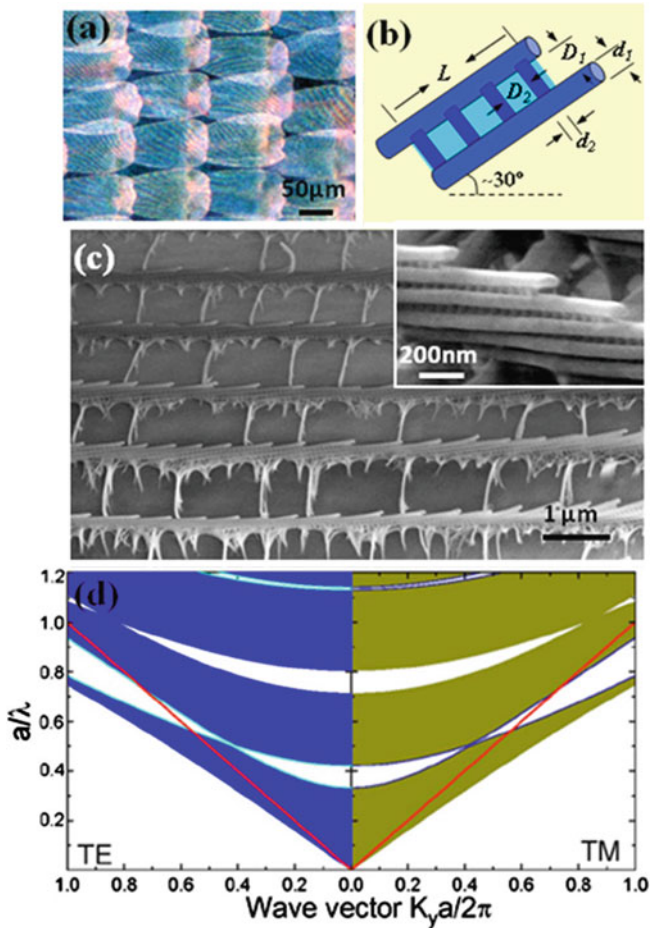 (a)
50μm
(b)
L
D1
d1
D2
d2
~30°
(c)
200nm
1 μm
(d)
1.2
1.0
0.8
0.6
0.4
0.2
a/λ
TE
TM
1.0 0.8 0.6 0.4 0.2 0.0 0.2 0.4 0.6 0.8 1.0
Wave vector Kya/2π